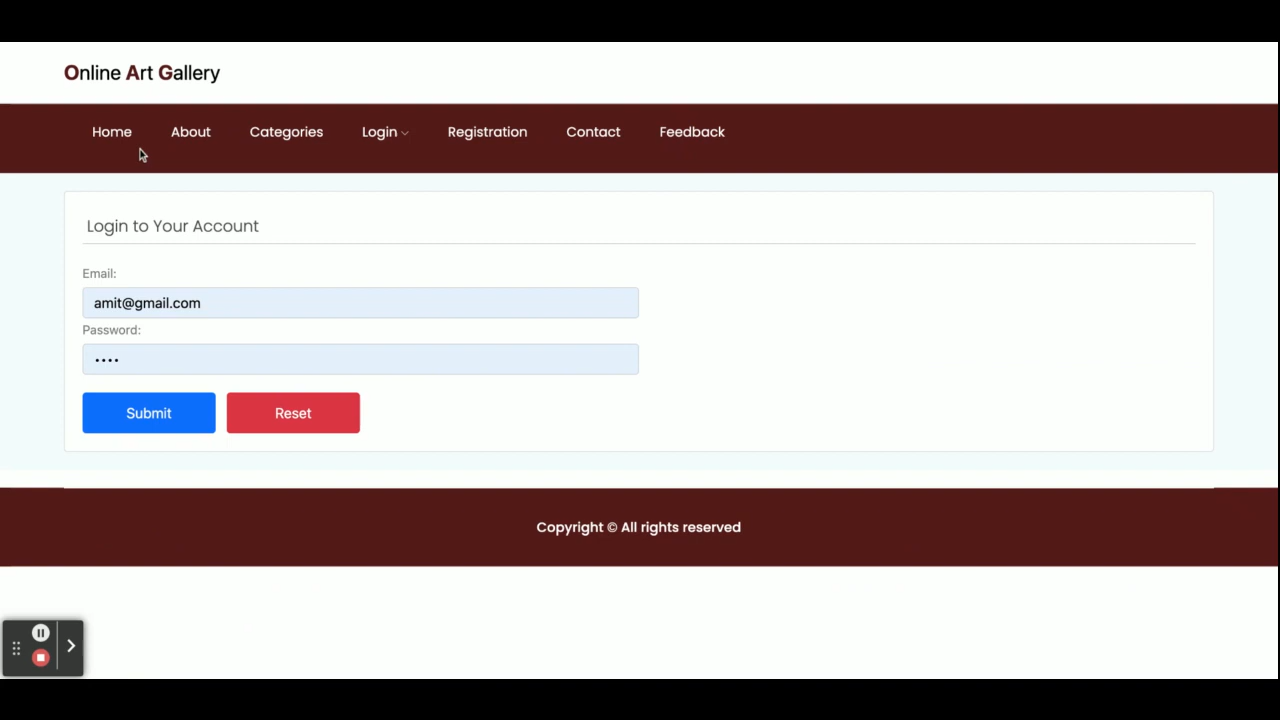 Online Art Gallery
Home About Categories Login Registration Contact Feedback
Login to Your Account
Email:
amit@gmail.com
Password:
••••
Submit Reset
Copyright © All rights reserved